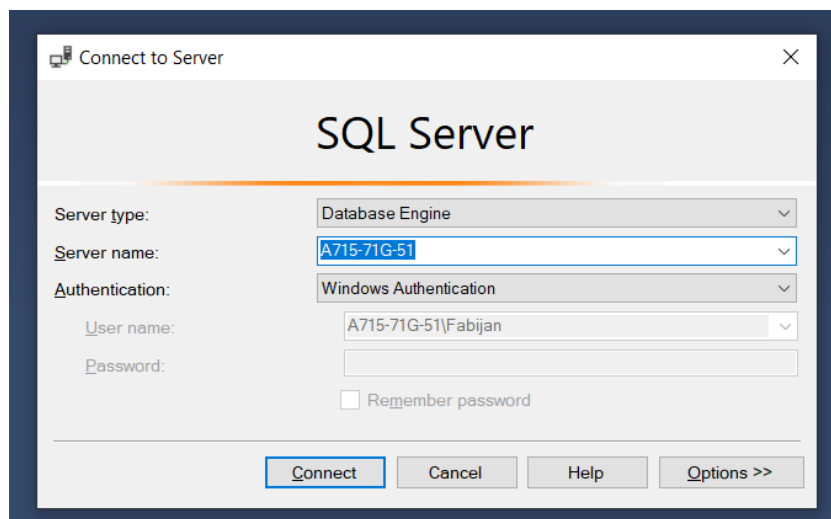 Connect to Server
SQL Server
Server type: Database Engine
Server name: A715-71G-51
Authentication: Windows Authentication
User name: A715-71G-51\Fabijan
Password:
Remember password
Connect Cancel Help Options >>